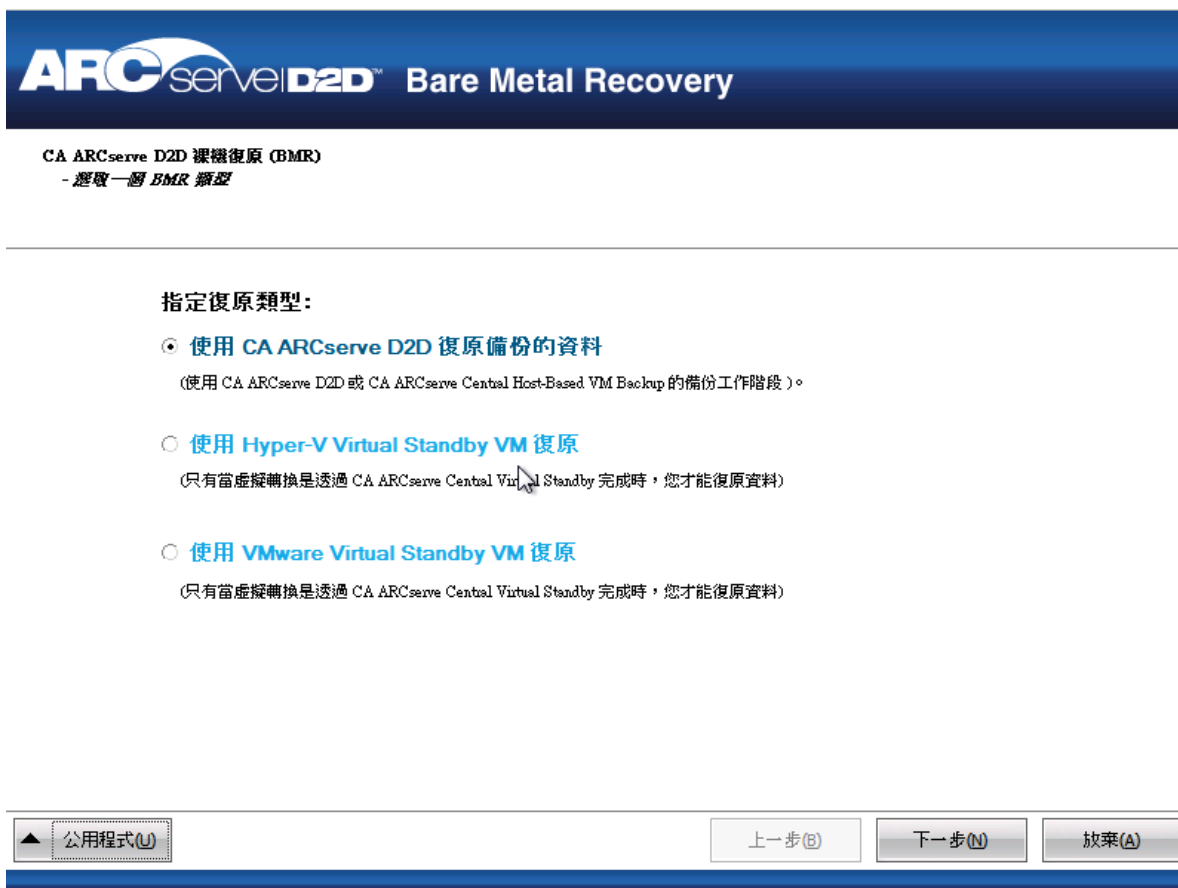 ARCserve D2D™ Bare Metal Recovery
CA ARCserve D2D 裸機復原 (BMR)
- 選取一個 BMR 類型
指定復原類型:
使用 CA ARCserve D2D 復原備份的資料
(使用 CA ARCserve D2D 或 CA ARCserve Central Host-Based VM Backup 的備份工作階段 )。
使用 Hyper-V Virtual Standby VM 復原
(只有當虛擬轉換是透過 CA ARCserve Central Virtual Standby 完成時，您才能復原資料)
使用 VMware Virtual Standby VM 復原
(只有當虛擬轉換是透過 CA ARCserve Central Virtual Standby 完成時，您才能復原資料)
公用程式(U) 上一步(B) 下一步(N) 放棄(A)